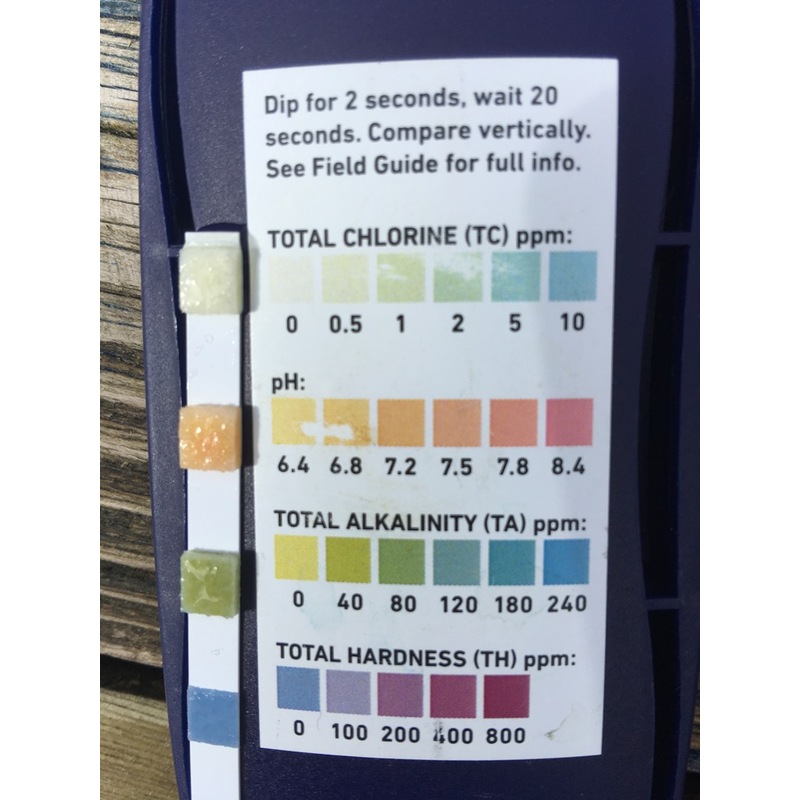 Dip for 2 seconds, wait 20
seconds. Compare vertically.
See Field Guide for full info.
TOTAL CHLORINE (TC) ppm:
0 0.5 1 2 5 10
pH:
6.4 6.8 7.2 7.5 7.8 8.4
TOTAL ALKALINITY (TA) ppm:
0 40 80 120 180 240
TOTAL HARDNESS (TH) ppm:
0 100 200 400 800